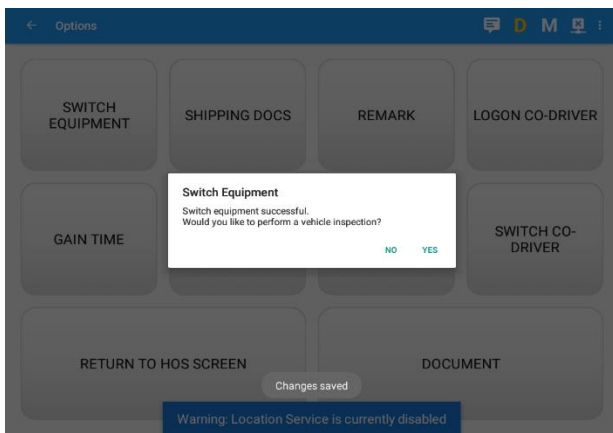 Options
D M
SWITCH
EQUIPMENT
SHIPPING DOCS
REMARK
LOGON CO-DRIVER
Switch Equipment
Switch equipment successful.
Would you like to perform a vehicle inspection?
NO YES
GAIN TIME
SWITCH CO-
DRIVER
RETURN TO HOS SCREEN
DOCUMENT
Changes saved
Warning: Location Service is currently disabled